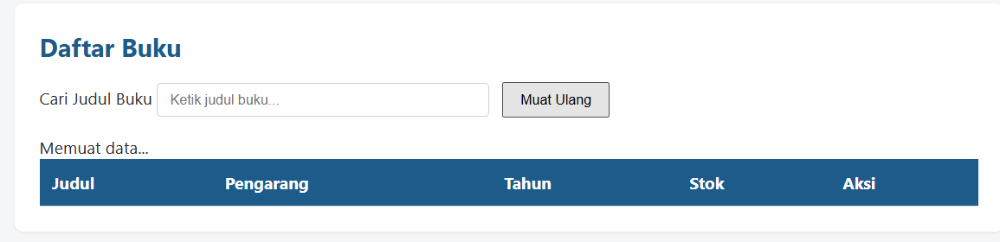 Daftar Buku
Cari Judul Buku Ketik judul buku... Muat Ulang
Memuat data...
Judul Pengarang Tahun Stok Aksi